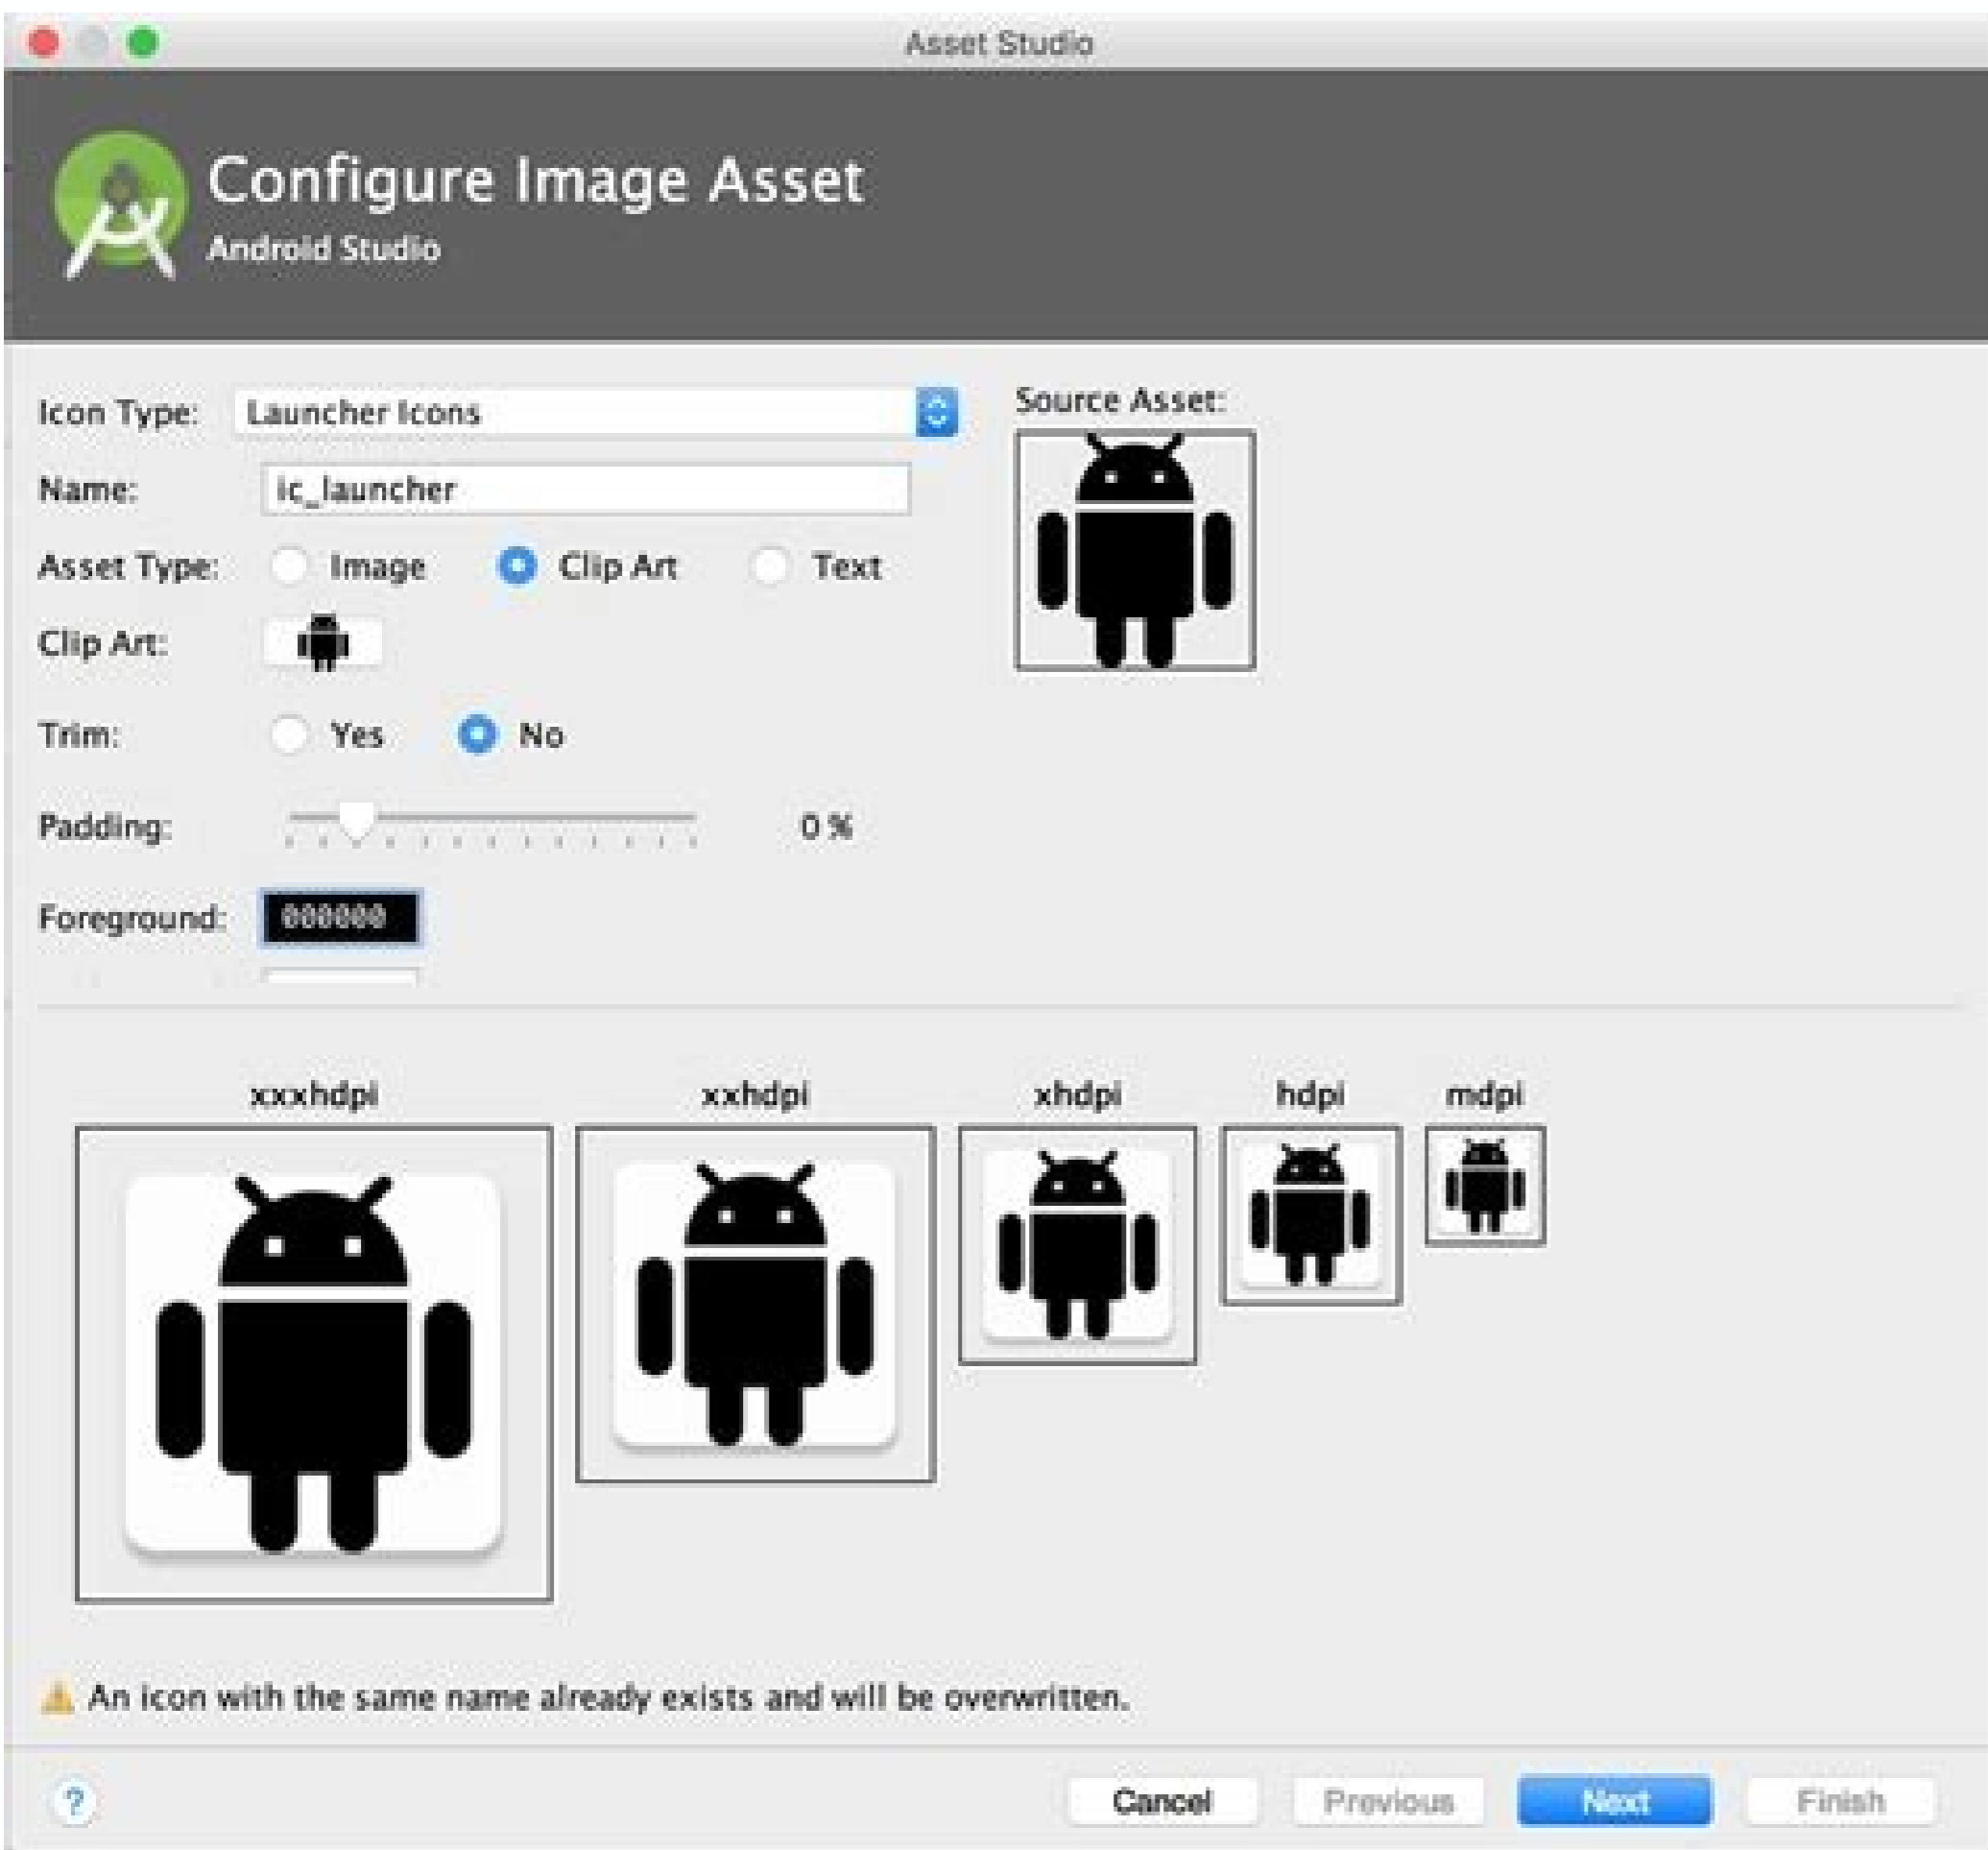 Asset Studio
Configure Image Asset
Android Studio
Icon Type: Launcher Icons
Source Asset:
Name: ic_launcher
Asset Type: Image Clip Art Text
Clip Art:
Trim: Yes No
Padding: 0 %
Foreground: 000000
xxxhdpi xxhdpi xhdpi hdpi mdpi
An icon with the same name already exists and will be overwritten.
? Cancel Previous Next Finish